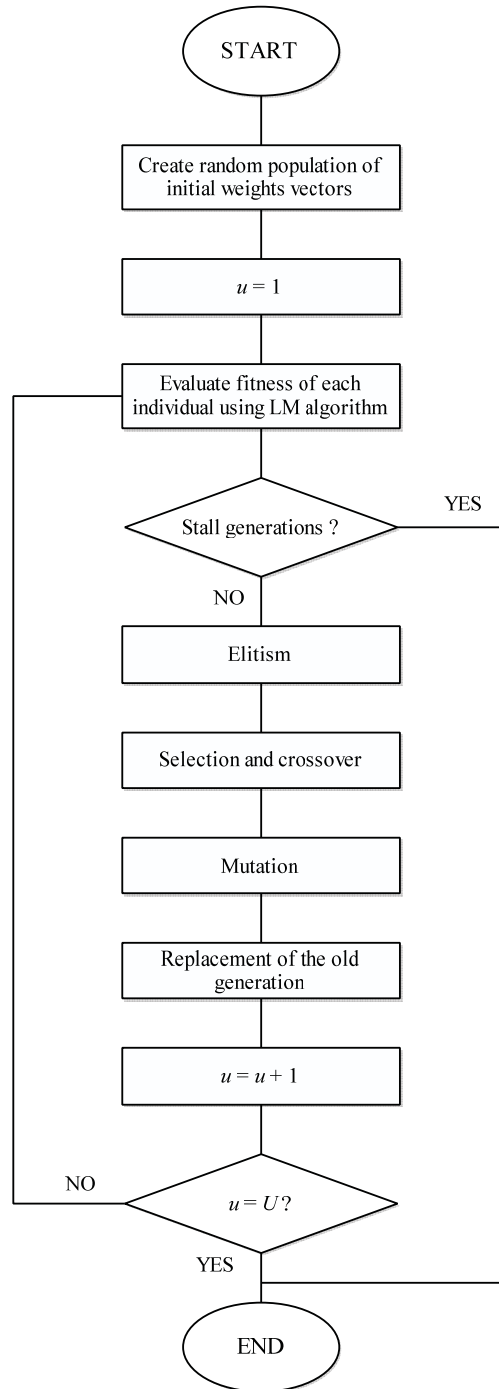 START
Create random population of
initial weights vectors
u = 1
Evaluate fitness of each
individual using LM algorithm
Stall generations ?
YES
NO
Elitism
Selection and crossover
Mutation
Replacement of the old
generation
u = u + 1
NO
u = U?
YES
END